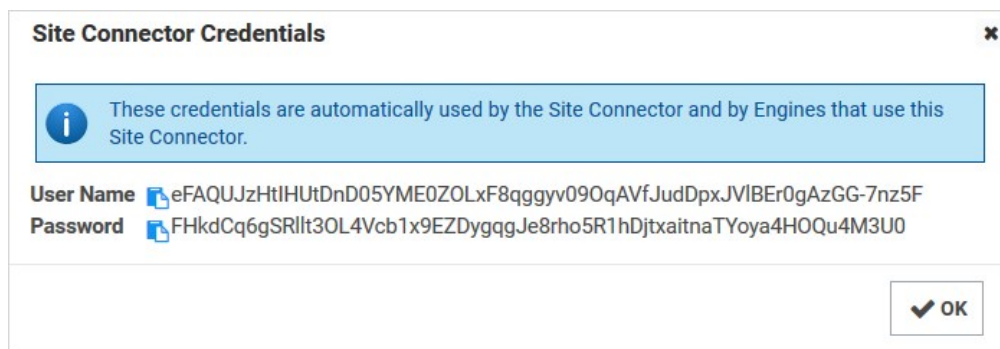 Site Connector Credentials
These credentials are automatically used by the Site Connector and by Engines that use this
Site Connector.
User Name eFAQUJzHtIHUtDnD05YME0ZOLxF8qggyv09OqAVfJudDpxJVlBEr0gAzGG-7nz5F
Password FHkdCq6gSRllt3OL4Vcb1x9EZDygqgJe8rho5R1hDjtxaitnaTYoya4HOQu4M3U0
OK